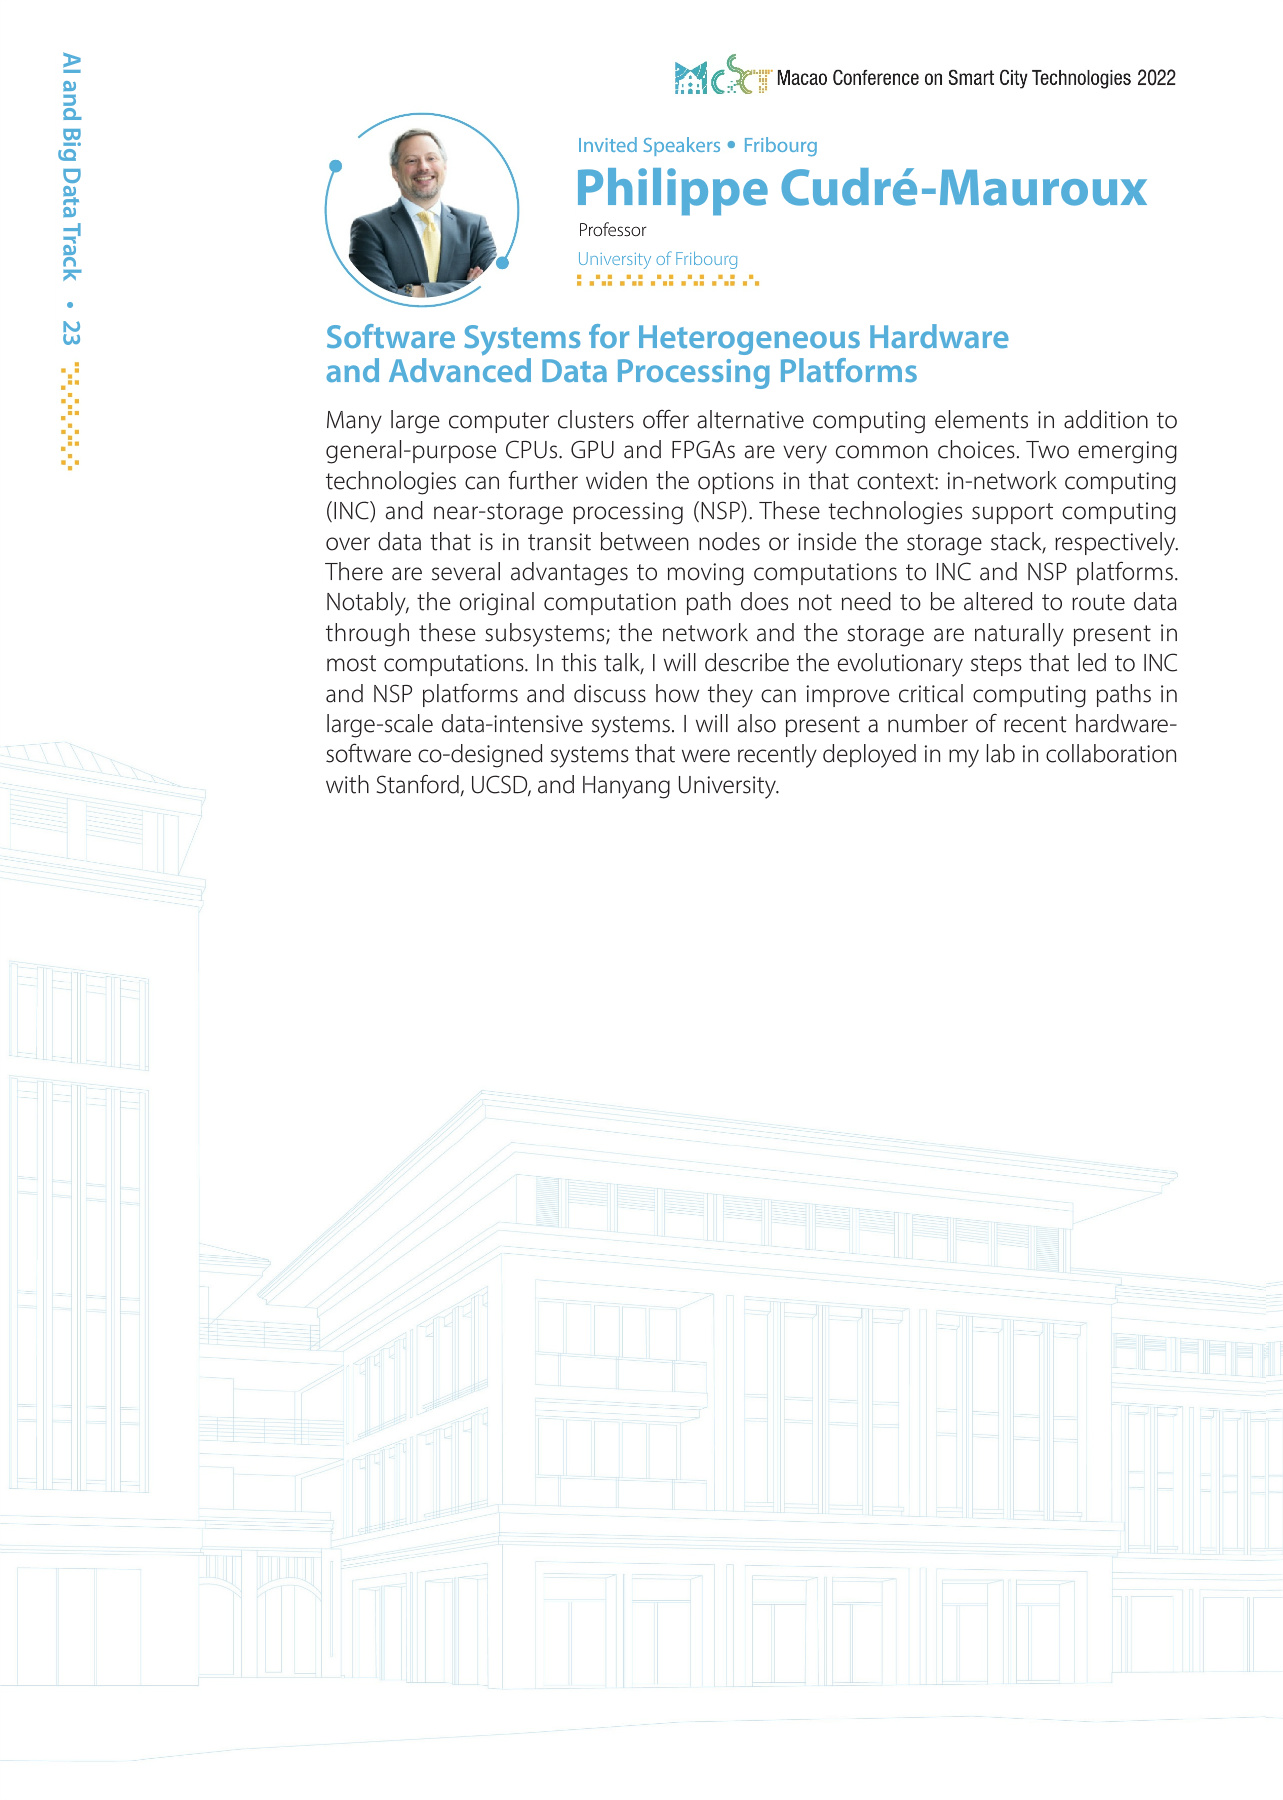 AI and Big Data Track • 23
MCSCT Macao Conference on Smart City Technologies 2022
Invited Speakers • Fribourg
Philippe Cudré-Mauroux
Professor
University of Fribourg
Software Systems for Heterogeneous Hardware
and Advanced Data Processing Platforms
Many large computer clusters offer alternative computing elements in addition to
general-purpose CPUs. GPU and FPGAs are very common choices. Two emerging
technologies can further widen the options in that context: in-network computing
(INC) and near-storage processing (NSP). These technologies support computing
over data that is in transit between nodes or inside the storage stack, respectively.
There are several advantages to moving computations to INC and NSP platforms.
Notably, the original computation path does not need to be altered to route data
through these subsystems; the network and the storage are naturally present in
most computations. In this talk, I will describe the evolutionary steps that led to INC
and NSP platforms and discuss how they can improve critical computing paths in
large-scale data-intensive systems. I will also present a number of recent hardware-
software co-designed systems that were recently deployed in my lab in collaboration
with Stanford, UCSD, and Hanyang University.